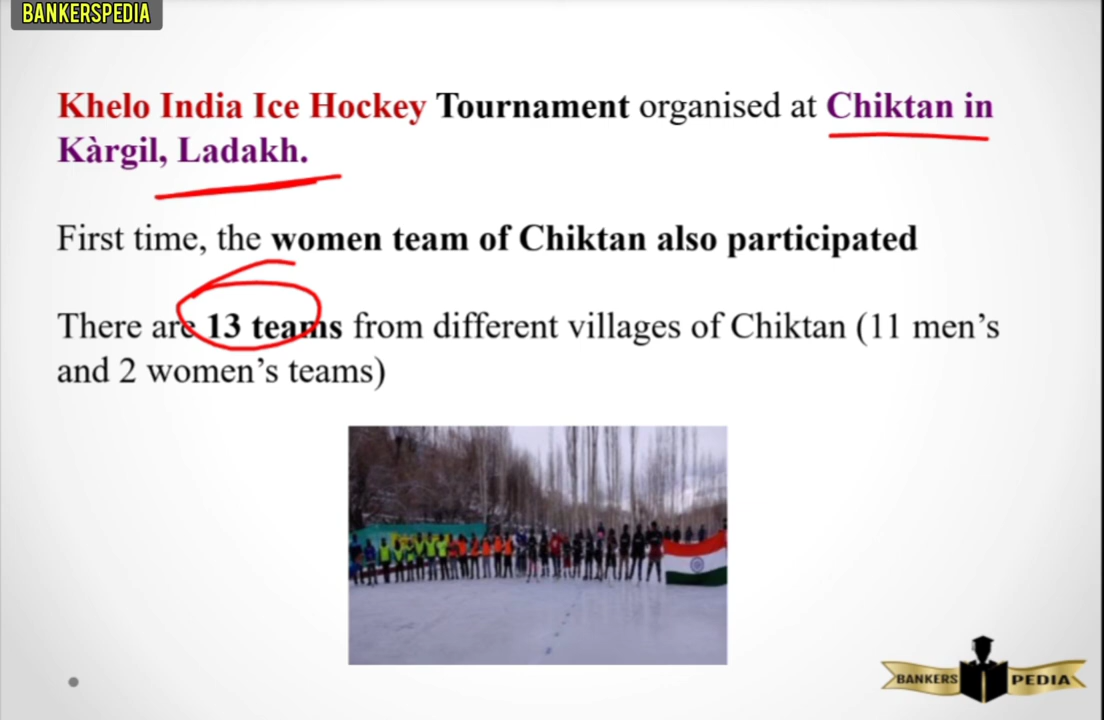 BANKERSPEDIA
Khelo India Ice Hockey Tournament organised at Chiktan in
Kàrgil, Ladakh.
First time, the women team of Chiktan also participated
There are 13 teams from different villages of Chiktan (11 men’s
and 2 women’s teams)
BANKERS PEDIA